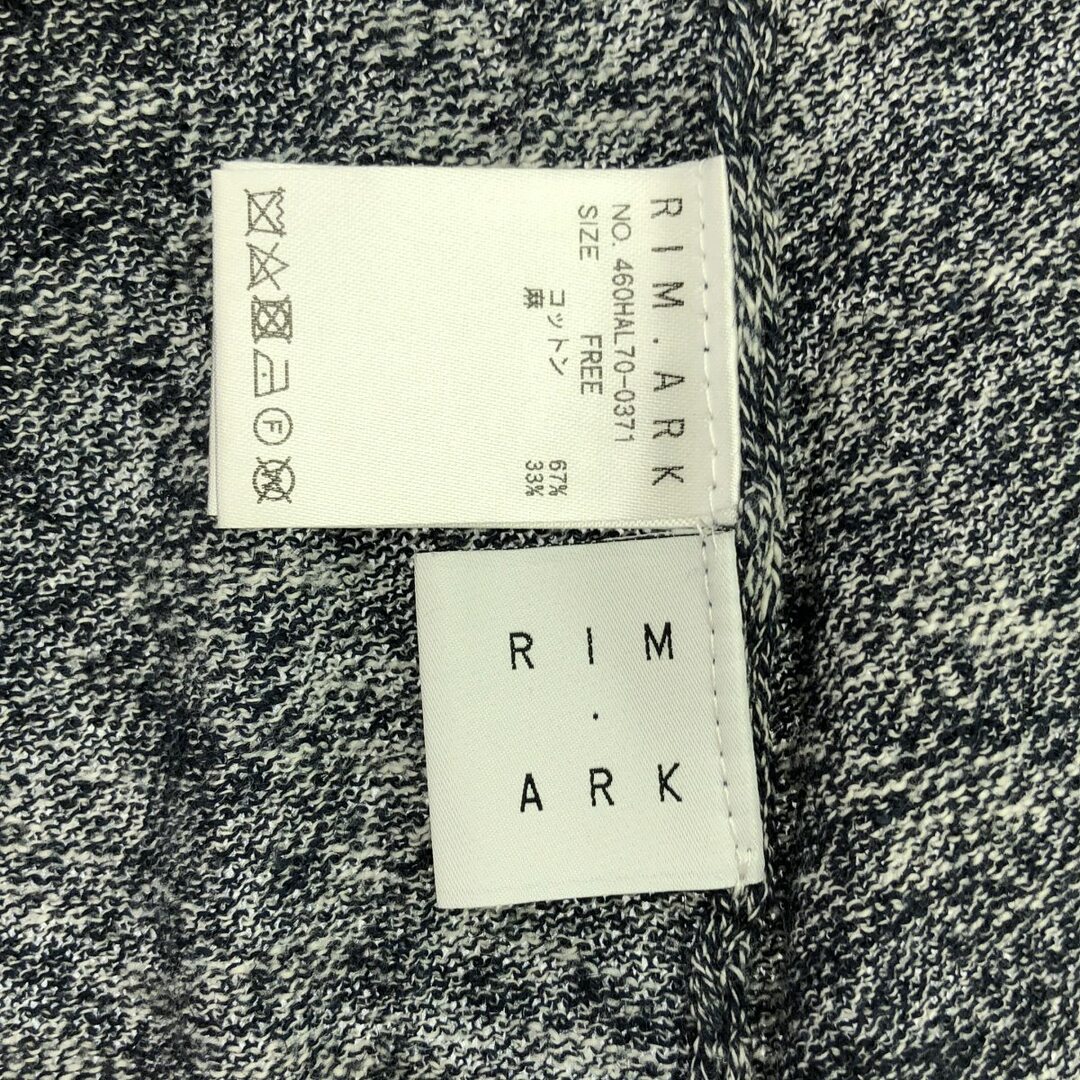 RIM.ARK
NO. 460HAL70-0371
SIZE FREE
コットン 67%
麻 33%
F
W
RIM
.
ARK